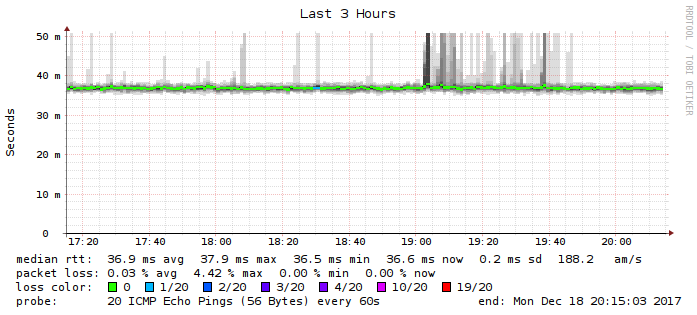 Last 3 Hours
RRDTOOL / TOBI OETIKER
Seconds
50 m
40 m
30 m
20 m
10 m
0
17:20 17:40 18:00 18:20 18:40 19:00 19:20 19:40 20:00
median rtt: 36.9 ms avg 37.9 ms max 36.5 ms min 36.6 ms now 0.2 ms sd 188.2 am/s
packet loss: 0.03 % avg 4.42 % max 0.00 % min 0.00 % now
loss color: 0 1/20 2/20 3/20 4/20 10/20 19/20
probe: 20 ICMP Echo Pings (56 Bytes) every 60s end: Mon Dec 18 20:15:03 2017